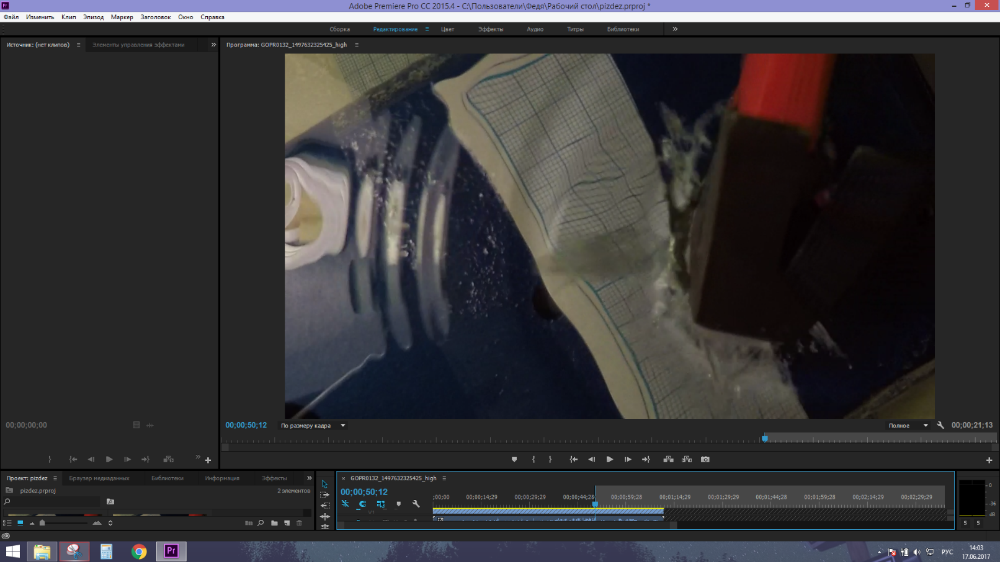 Adobe Premiere Pro CC 2015.4 - C:\Пользователи\Федя\Рабочий стол\pizdez.prproj *
Файл Изменить Клип Эпизод Маркер Заголовок Окно Справка
Сборка Редактирование Цвет Эффекты Аудио Титры Библиотеки
Источник: (нет клипов) Элементы управления эффектами
Программа: GOPR0132_1497632325425_high
00;00;00;00
00;00;50;12 По размеру кадра Полное 00;00;21;13
Проект: pizdez Браузер медиаданных Библиотеки Информация Эффекты
pizdez.prproj 2 элементов
GOPR0132_1497632325425_high
00;00;50;12
;00;00 00;00;14;29 00;00;29;29 00;00;44;28 00;00;59;28 00;01;14;29 00;01;29;29 00;01;44;28 00;01;59;28 00;02;14;29 00;02;29;29
V1
0
-36
dB
S S
Pr
РУС
14:03
17.06.2017